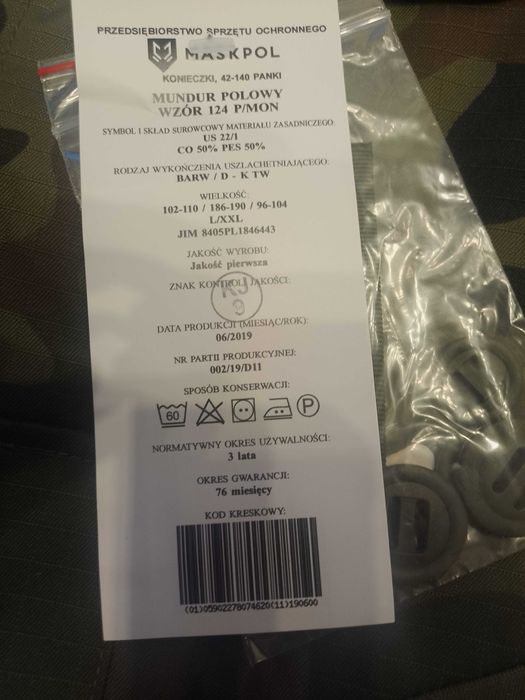 PRZEDSIĘBIORSTWO SPRZĘTU OCHRONNEGO
MASKPOL
KONIECZKI, 42-140 PANKI
MUNDUR POLOWY
WZÓR 124 P/MON
SYMBOL I SKŁAD SUROWCOWY MATERIAŁU ZASADNICZEGO:
US 22/1
CO 50% PES 50%
RODZAJ WYKOŃCZENIA USZLACHETNIAJĄCEGO:
BARW / D - K TW
WIELKOŚĆ:
102-110 / 186-190 / 96-104
L/XXL
JIM 8405PL1846443
JAKOŚĆ WYROBU:
Jakość pierwsza
ZNAK KONTROLI JAKOŚCI:
KJ
9
DATA PRODUKCJI (MIESIĄC/ROK):
06/2019
NR PARTII PRODUKCYJNEJ:
002/19/D11
SPOSÓB KONSERWACJI:
60 P
NORMATYWNY OKRES UŻYWALNOŚCI:
3 lata
OKRES GWARANCJI:
76 miesięcy
KOD KRESKOWY:
(01)05902278074620(11)190600